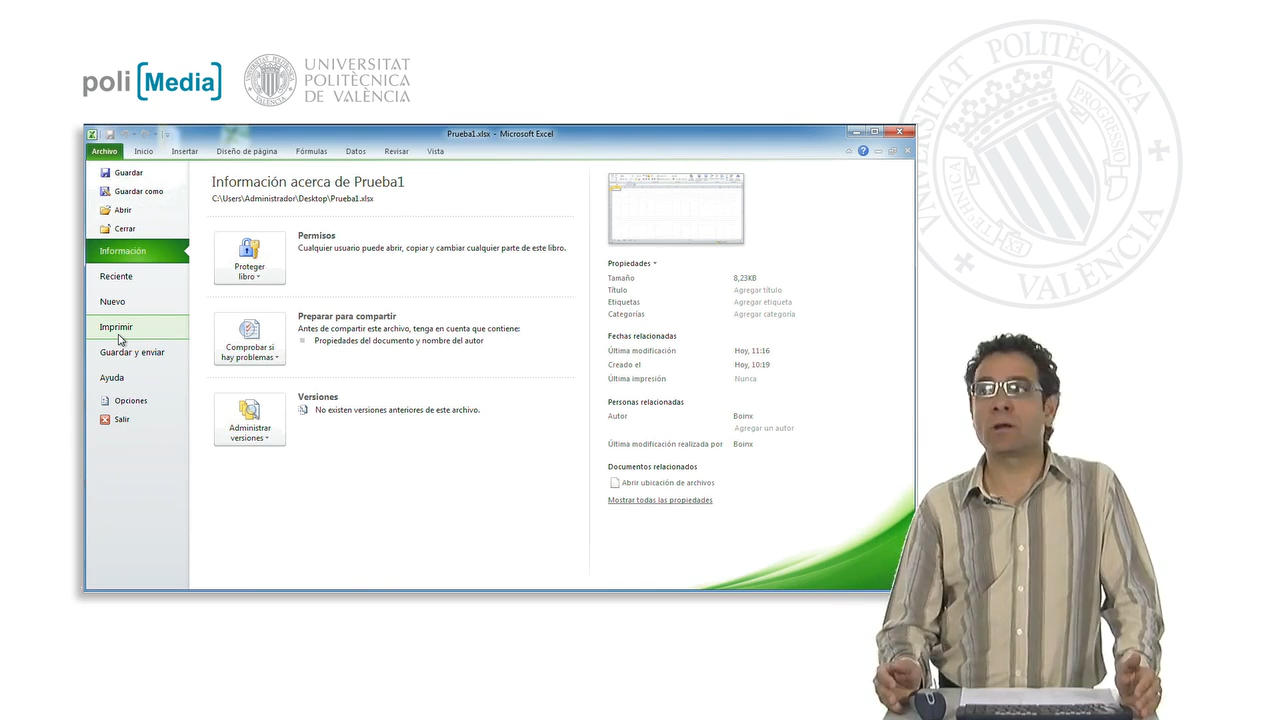 poli [Media]
UNIVERSITAT
POLITÈCNICA
DE VALÈNCIA
UNIVERSITAT POLITÈCNICA
VALÈNCIA
PROGRESSIO
Prueba1.xlsx - Microsoft Excel
Archivo Inicio Insertar Diseño de página Fórmulas Datos Revisar Vista
Guardar
Guardar como
Abrir
Cerrar
Información
Reciente
Nuevo
Imprimir
Guardar y enviar
Ayuda
Opciones
Salir
Información acerca de Prueba1
C:\Users\Administrador\Desktop\Prueba1.xlsx
Proteger
libro
Permisos
Cualquier usuario puede abrir, copiar y cambiar cualquier parte de este libro.
Comprobar si
hay problemas
Preparar para compartir
Antes de compartir este archivo, tenga en cuenta que contiene:
Propiedades del documento y nombre del autor
Administrar
versiones
Versiones
No existen versiones anteriores de este archivo.
Propiedades
Tamaño 8,23KB
Título Agregar título
Etiquetas Agregar etiqueta
Categorías Agregar categoría
Fechas relacionadas
Última modificación Hoy, 11:16
Creado el Hoy, 10:19
Última impresión Nunca
Personas relacionadas
Autor Boinx
Agregar un autor
Última modificación realizada por Boinx
Documentos relacionados
Abrir ubicación de archivos
Mostrar todas las propiedades